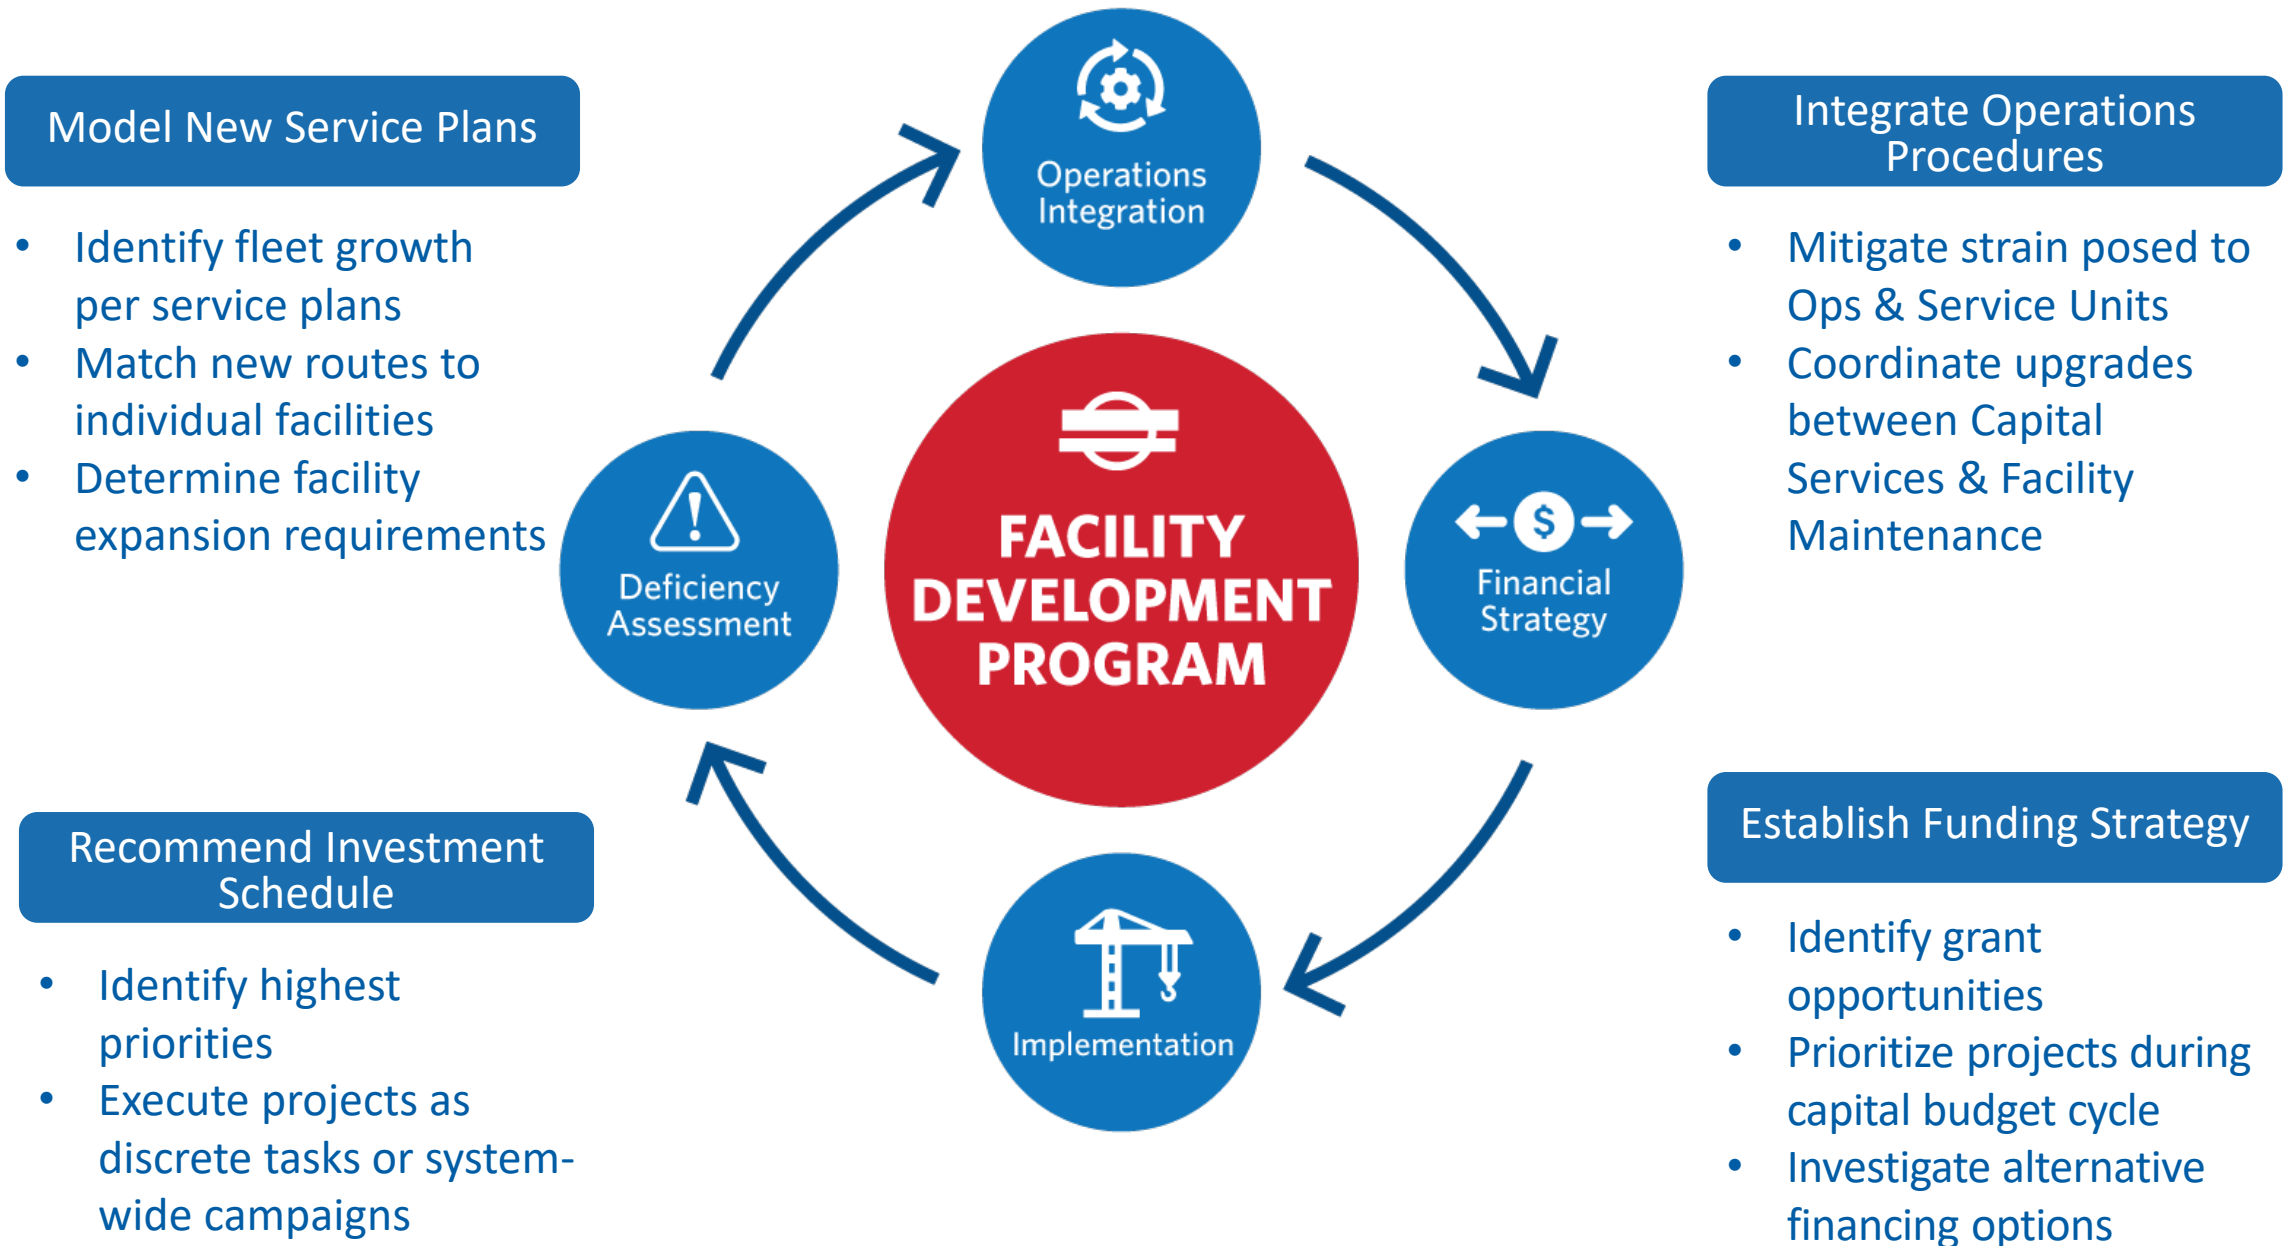 Model New Service Plans
• Identify fleet growth
per service plans
• Match new routes to
individual facilities
• Determine facility
expansion requirements
Operations
Integration
Integrate Operations
Procedures
• Mitigate strain posed to
Ops & Service Units
• Coordinate upgrades
between Capital
Services & Facility
Maintenance
Deficiency
Assessment
FACILITY
DEVELOPMENT
PROGRAM
$
Financial
Strategy
Recommend Investment
Schedule
• Identify highest
priorities
• Execute projects as
discrete tasks or system-
wide campaigns
Implementation
Establish Funding Strategy
• Identify grant
opportunities
• Prioritize projects during
capital budget cycle
• Investigate alternative
financing options